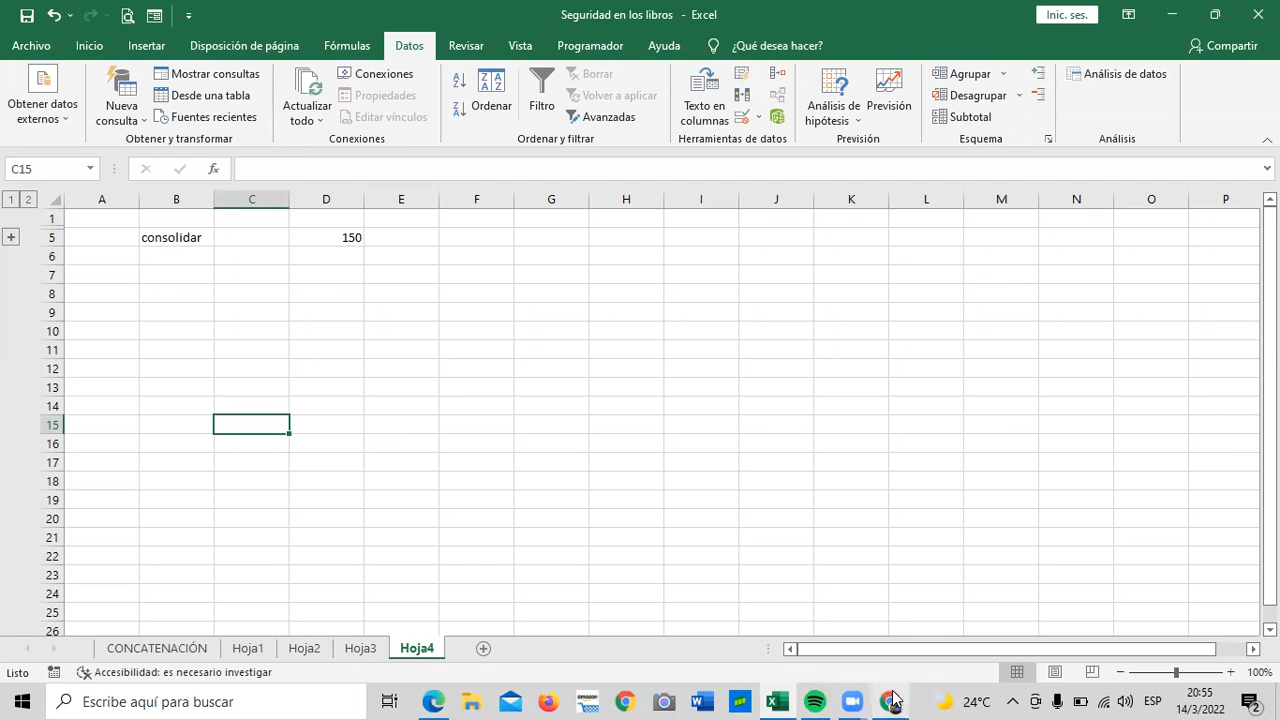 Seguridad en los libros - Excel
Inic. ses.
Archivo Inicio Insertar Disposición de página Fórmulas Datos Revisar Vista Programador Ayuda ¿Qué desea hacer? Compartir
Obtener datos externos
Nueva consulta
Mostrar consultas
Desde una tabla
Fuentes recientes
Obtener y transformar
Actualizar todo
Conexiones
Propiedades
Editar vínculos
Conexiones
Ordenar
Filtro
Borrar
Volver a aplicar
Avanzadas
Ordenar y filtrar
Texto en columnas
Herramientas de datos
Análisis de hipótesis
Previsión
Previsión
Agrupar
Desagrupar
Subtotal
Esquema
Análisis de datos
Análisis
C15
fx
1 2
A B C D E F G H I J K L M N O P
1
5 consolidar 150
6
7
8
9
10
11
12
13
14
15
16
17
18
19
20
21
22
23
24
25
26
CONCATENACIÓN Hoja1 Hoja2 Hoja3 Hoja4
Listo Accesibilidad: es necesario investigar 100%
Escribe aquí para buscar
amazon
24°C
ESP
20:55
14/3/2022
2